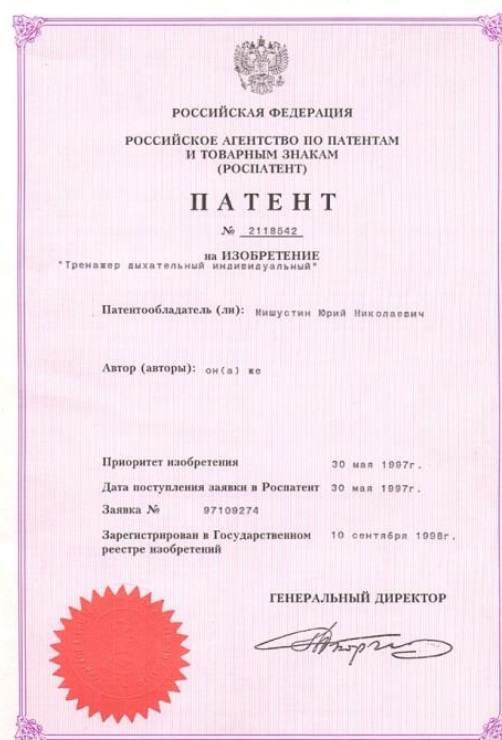 РОССИЙСКАЯ ФЕДЕРАЦИЯ
РОССИЙСКОЕ АГЕНТСТВО ПО ПАТЕНТАМ
И ТОВАРНЫМ ЗНАКАМ
(РОСПАТЕНТ)
ПАТЕНТ
№ 2118542
на ИЗОБРЕТЕНИЕ
"Тренажер дыхательный индивидуальный"
Патентообладатель (ли): Мишустин Юрий Николаевич
Автор (авторы): он(а) же
Приоритет изобретения 30 мая 1997г.
Дата поступления заявки в Роспатент 30 мая 1997г.
Заявка № 97109274
Зарегистрирован в Государственном 10 сентября 1998г.
реестре изобретений
ГЕНЕРАЛЬНЫЙ ДИРЕКТОР